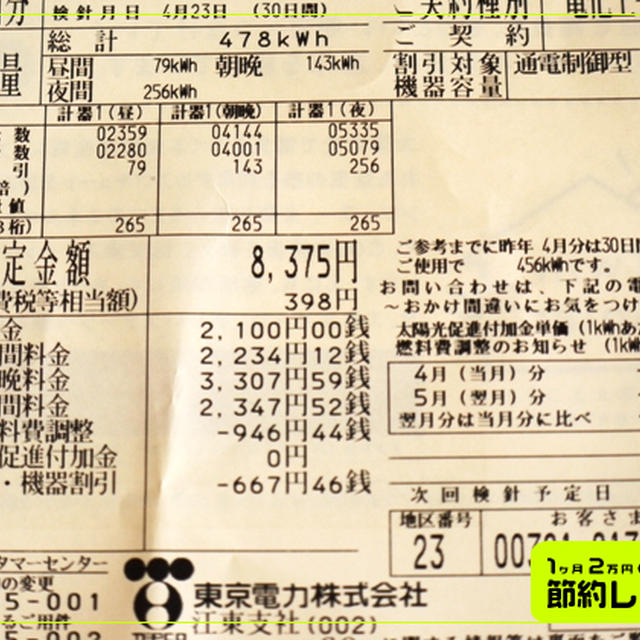 検針月日 4月23日 (30日間)
総計 478kWh
昼間 79kWh 朝晩 143kWh
夜間 256kWh
計器1(昼) 計器1(朝晩) 計器1(夜)
数 02359 04144 05335
数 02280 04001 05079
引 79 143 256
値
桁) 265 265 265
定金額 8,375円
費税等相当額) 398円
金 2,100円00銭
間料金 2,234円12銭
晩料金 3,307円59銭
間料金 2,347円52銭
料費調整 -946円44銭
促進付加金 0円
・機器割引 -667円46銭
タマーセンター
の変更
5-001
るご用件
5-002
東京電力株式会社
江東支社(002)
ご契約種別
ご契約
割引対象 通電制御型
機器容量
ご参考までに昨年 4月分は30日
ご使用で 456kWhです。
お問い合わせは、下記の電
~おかけ間違いにお気をつけ
太陽光促進付加金単価 (1kWhあ
燃料費調整のお知らせ (1kW
4月(当月)分
5月(翌月)分
翌月分は当月分に比べ
次回検針予定日
地区番号 お客さま
23
1ヶ月2万円
節約し